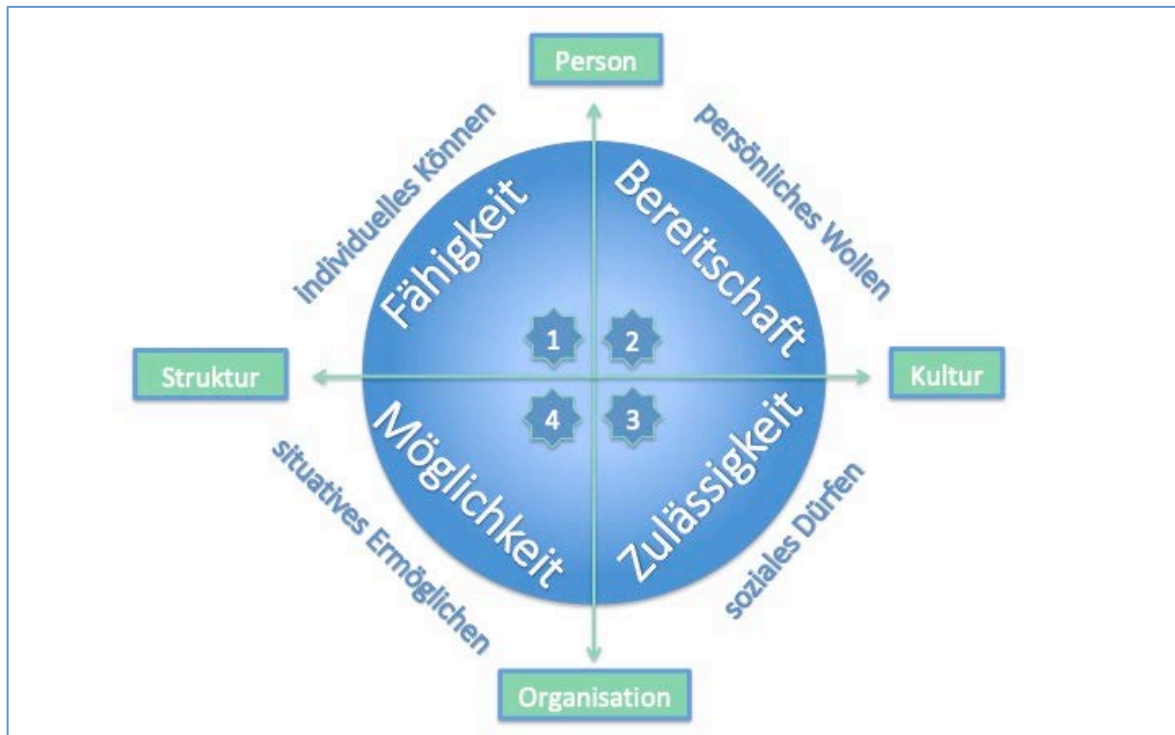 Person
individuelles Können
persönliches Wollen
Fähigkeit
Bereitschaft
1
2
Struktur
Kultur
4
3
Möglichkeit
Zulässigkeit
situatives Ermöglichen
soziales Dürfen
Organisation